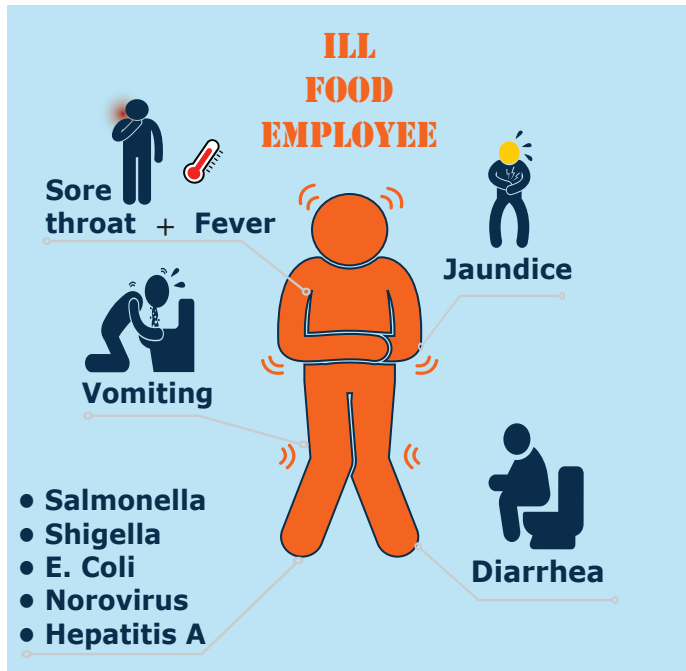 ILL
FOOD
EMPLOYEE
Sore
throat + Fever
Jaundice
Vomiting
• Salmonella
• Shigella
• E. Coli
• Norovirus
• Hepatitis A
Diarrhea